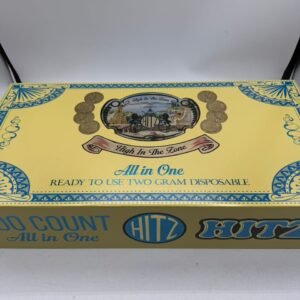 High In The Zone
HITZ
High In The Zone
All in One
READY TO USE TWO GRAM DISPOSABLE
00 COUNT
All in One
HITZ
HITZ